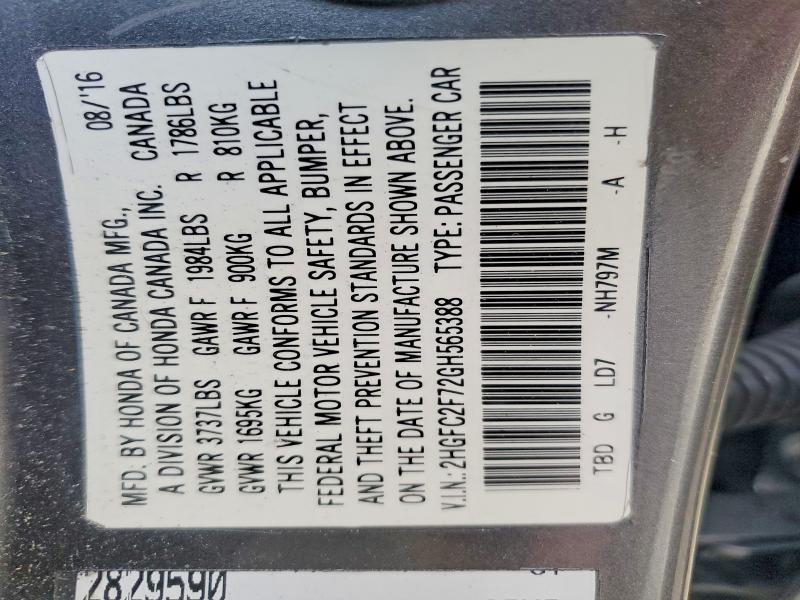 MFD. BY HONDA OF CANADA MFG., 08/'16
A DIVISION OF HONDA CANADA INC. CANADA
GVWR 3737LBS GAWR F 1984LBS R 1786LBS
GVWR 1695KG GAWR F 900KG R 810KG
THIS VEHICLE CONFORMS TO ALL APPLICABLE
FEDERAL MOTOR VEHICLE SAFETY, BUMPER,
AND THEFT PREVENTION STANDARDS IN EFFECT
ON THE DATE OF MANUFACTURE SHOWN ABOVE.
V.I.N.: 2HGFC2F72GH565388 TYPE: PASSENGER CAR
TBD G LD7 -NH797M -A -H
2829590